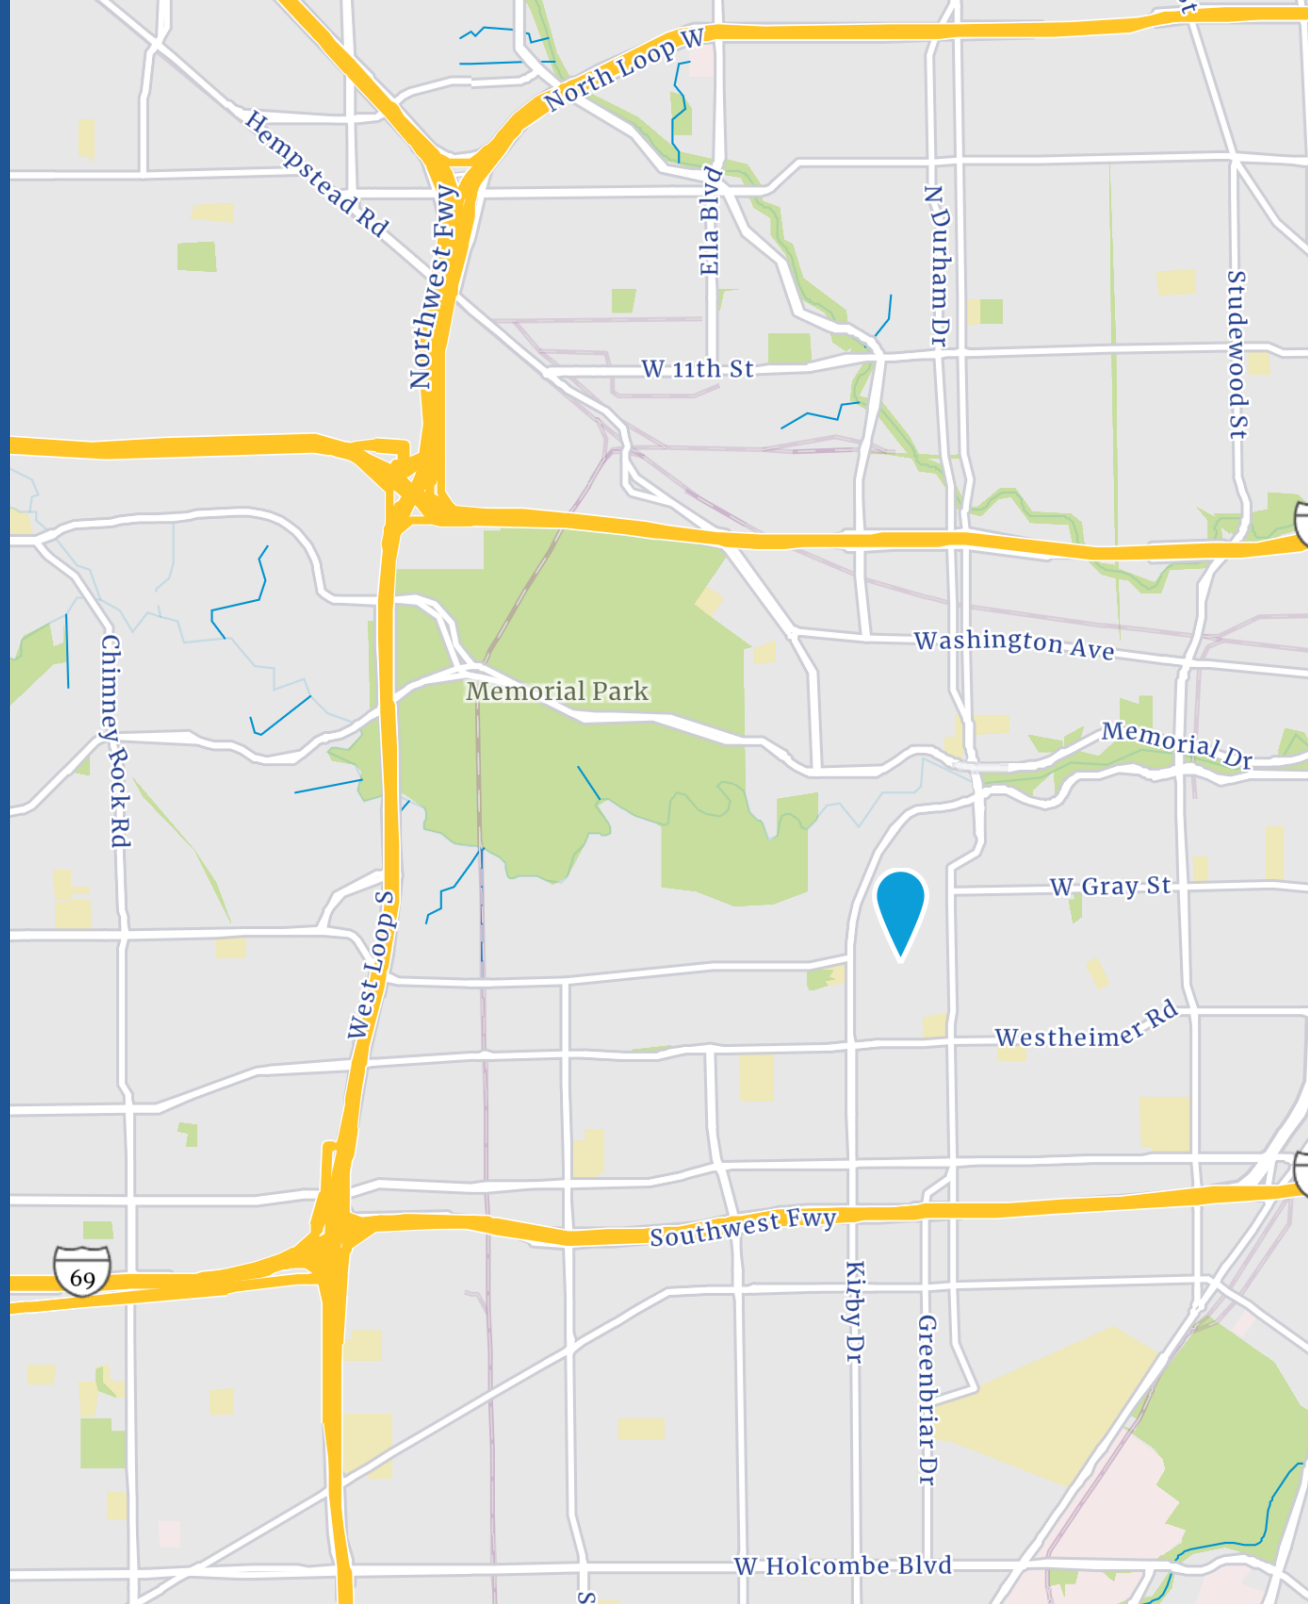 North Loop W
Hempstead Rd
Ella Blvd
N Durham Dr
Northwest Fwy
Studewood St
W 11th St
Washington Ave
Chimney Rock Rd
Memorial Park
Memorial Dr
W Gray St
West Loop S
Westheimer Rd
Southwest Fwy
69
Kirby Dr
Greenbriar Dr
W Holcombe Blvd
S